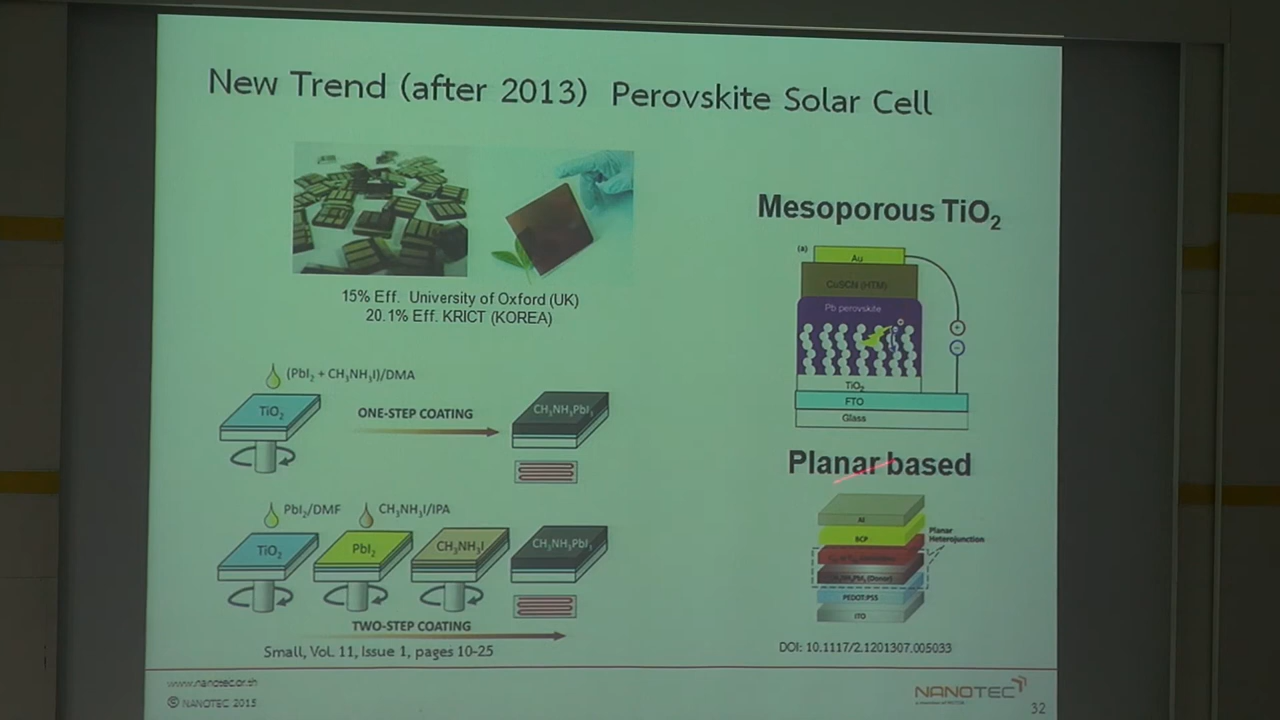 New Trend (after 2013) Perovskite Solar Cell
15% Eff. University of Oxford (UK)
20.1% Eff. KRICT (KOREA)
(PbI₂ + CH₃NH₃I)/DMA
TiO₂
ONE-STEP COATING
CH₃NH₃PbI₃
PbI₂/DMF
CH₃NH₃I/IPA
TiO₂
PbI₂
CH₃NH₃I
CH₃NH₃PbI₃
TWO-STEP COATING
Small, Vol. 11, Issue 1, pages 10-25
Mesoporous TiO₂
(a)
Au
CuSCN (HTM)
Pb perovskite
TiO₂
FTO
Glass
Planar based
Al
BCP
Planar
Heterojunction
(Donor)
PEDOT:PSS
ITO
DOI: 10.1117/2.1201307.005033
www.nanotec.or.th
© NANOTEC 2015
NANOTEC
32